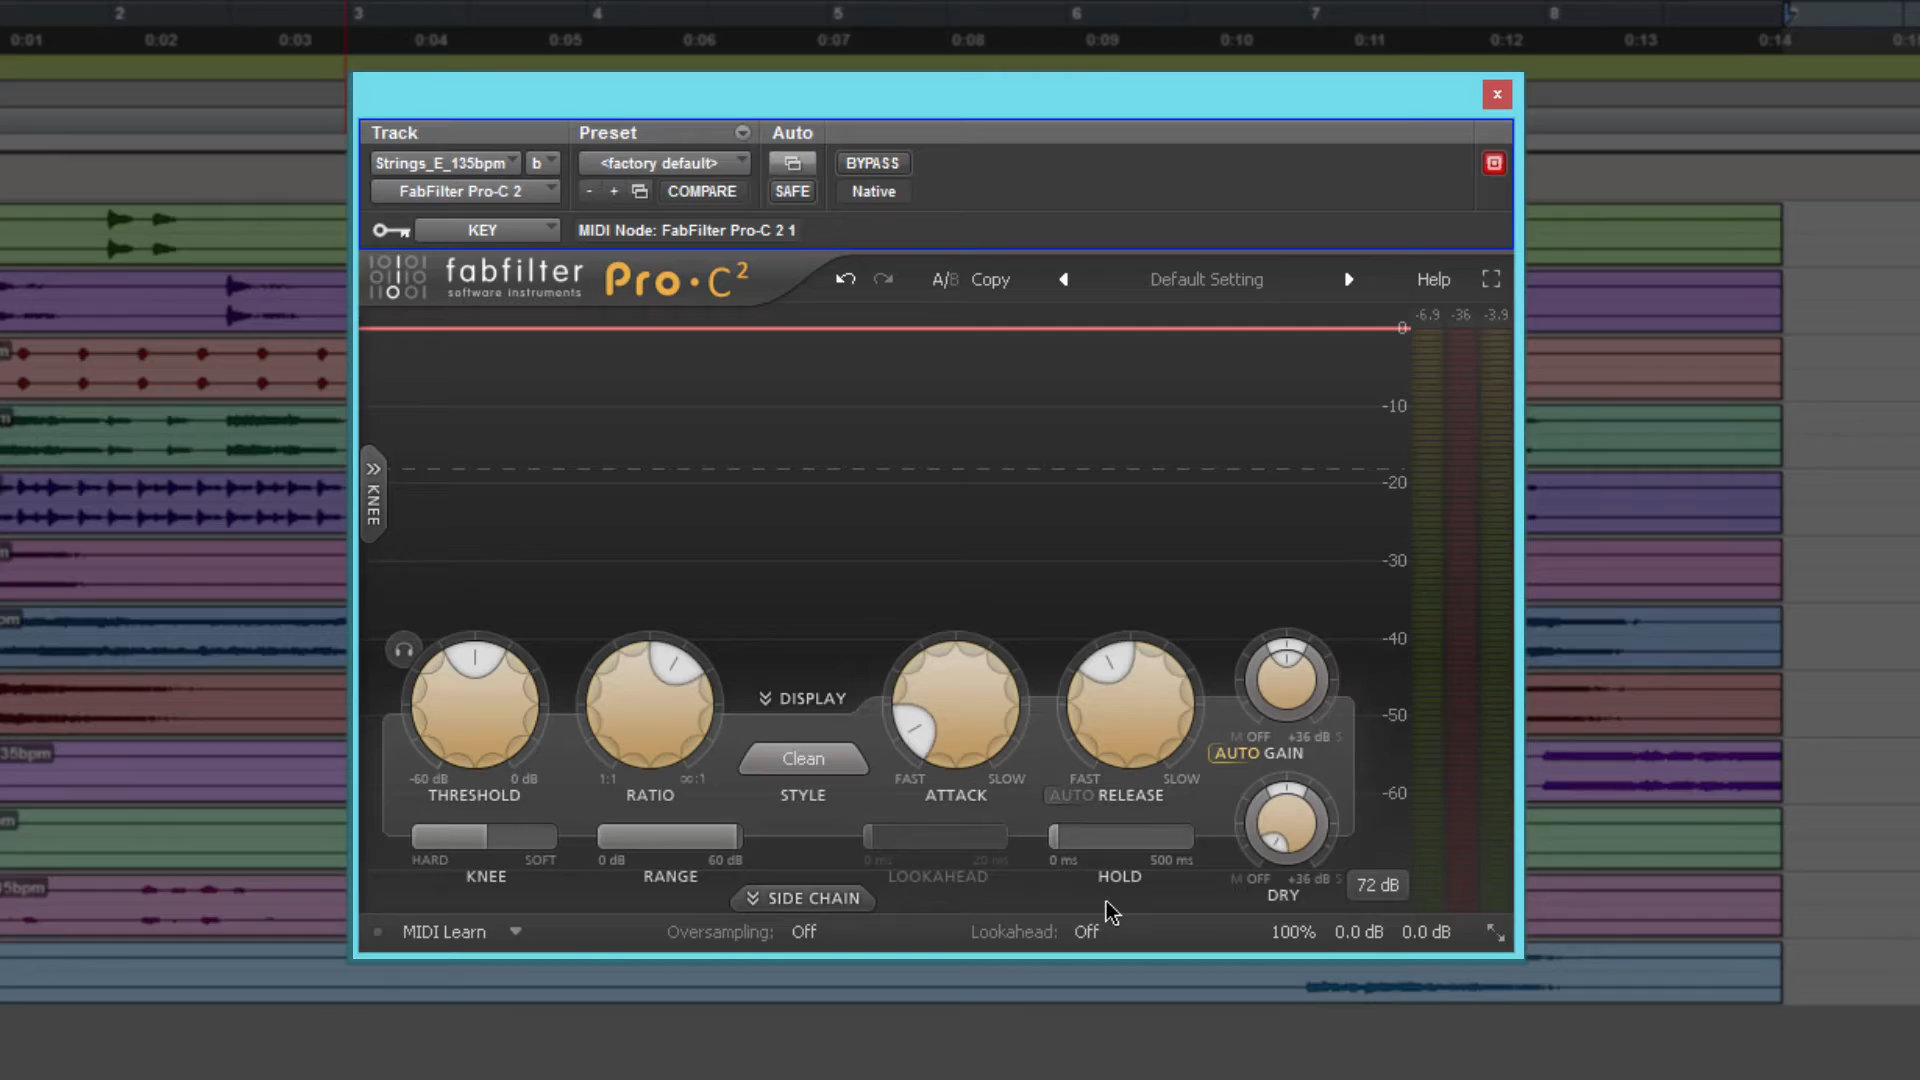 2 3 4 5 6 7 8
0:01 0:02 0:03 0:04 0:05 0:06 0:07 0:08 0:09 0:10 0:11 0:12 0:13 0:14
x
Track Preset Auto
Strings_E_135bpm b <factory default> BYPASS
FabFilter Pro-C 2 - + COMPARE SAFE Native
KEY MIDI Node: FabFilter Pro-C 2 1
fabfilter Pro·C² A/B Copy Default Setting Help
software instruments
-6.9 -36 -3.9
0
-10
-20
KNEE
-30
-40
DISPLAY
-50
M OFF +36 dB S
35bpm
AUTO GAIN
Clean
-60 dB 0 dB 1:1 ∞:1 FAST SLOW FAST SLOW
THRESHOLD RATIO STYLE ATTACK AUTO RELEASE -60
HARD SOFT 0 dB 60 dB 0 ms 20 ms 0 ms 500 ms
KNEE RANGE LOOKAHEAD HOLD M OFF +36 dB S
5bpm
72 dB
DRY
SIDE CHAIN
MIDI Learn Oversampling: Off Lookahead: Off 100% 0.0 dB 0.0 dB